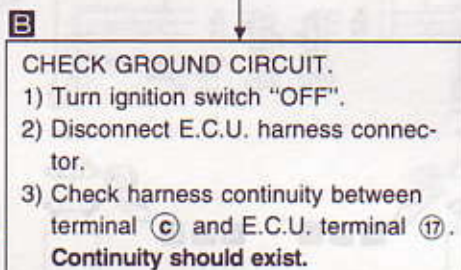 B
CHECK GROUND CIRCUIT.
1) Turn ignition switch “OFF”.
2) Disconnect E.C.U. harness connec-
tor.
3) Check harness continuity between
terminal ⓒ and E.C.U. terminal ⑰.
Continuity should exist.